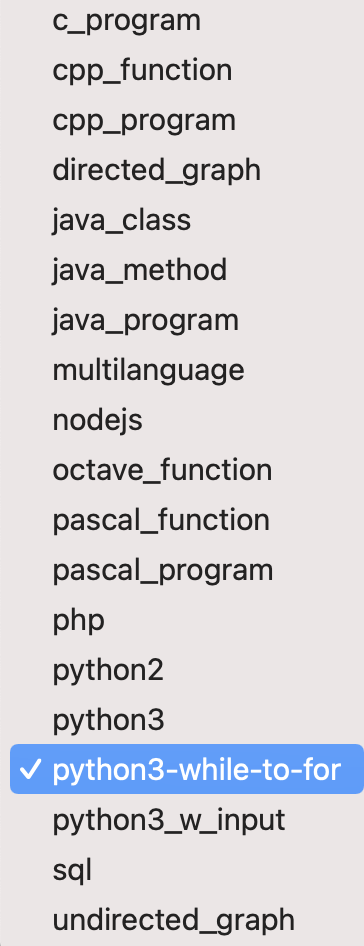 c_program
cpp_function
cpp_program
directed_graph
java_class
java_method
java_program
multilanguage
nodejs
octave_function
pascal_function
pascal_program
php
python2
python3
✓ python3-while-to-for
python3_w_input
sql
undirected_graph